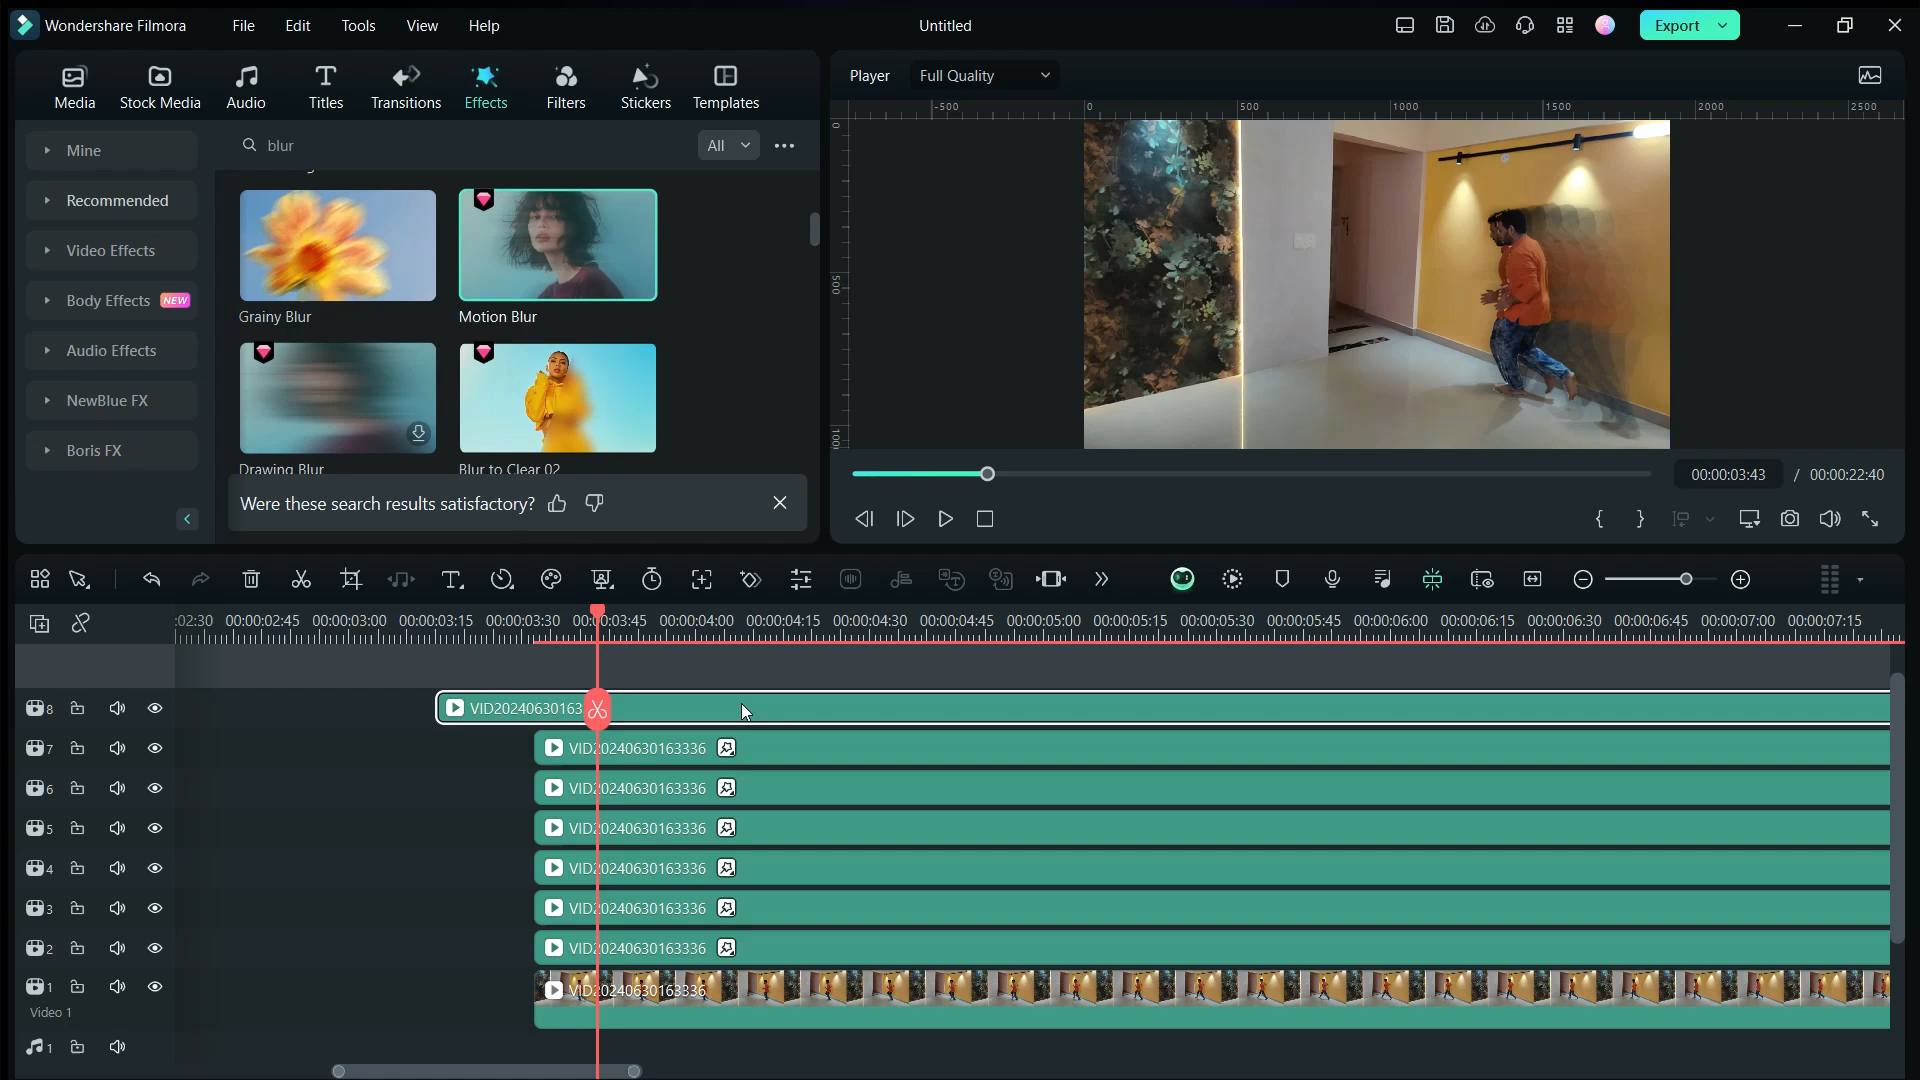 Wondershare Filmora
File
Edit
Tools
View
Help
Untitled
Export
Media
Stock Media
Audio
Titles
Transitions
Effects
Filters
Stickers
Templates
Player
Full Quality
-500
0
500
1000
1500
2000
2500
0
500
Mine
Recommended
Video Effects
Body Effects NEW
Audio Effects
NewBlue FX
Boris FX
blur
All
Grainy Blur
Motion Blur
Drawing Blur
Blur to Clear 02
Were these search results satisfactory?
00:00:03:43 / 00:00:22:40
:02:30 00:00:02:45 00:00:03:00 00:00:03:15 00:00:03:30 00:00:03:45 00:00:04:00 00:00:04:15 00:00:04:30 00:00:04:45 00:00:05:00 00:00:05:15 00:00:05:30 00:00:05:45 00:00:06:00 00:00:06:15 00:00:06:30 00:00:06:45 00:00:07:00 00:00:07:15
8 VID20240630163
7 VID20240630163336
6 VID20240630163336
5 VID20240630163336
4 VID20240630163336
3 VID20240630163336
2 VID20240630163336
1 VID20240630163336
Video 1
1